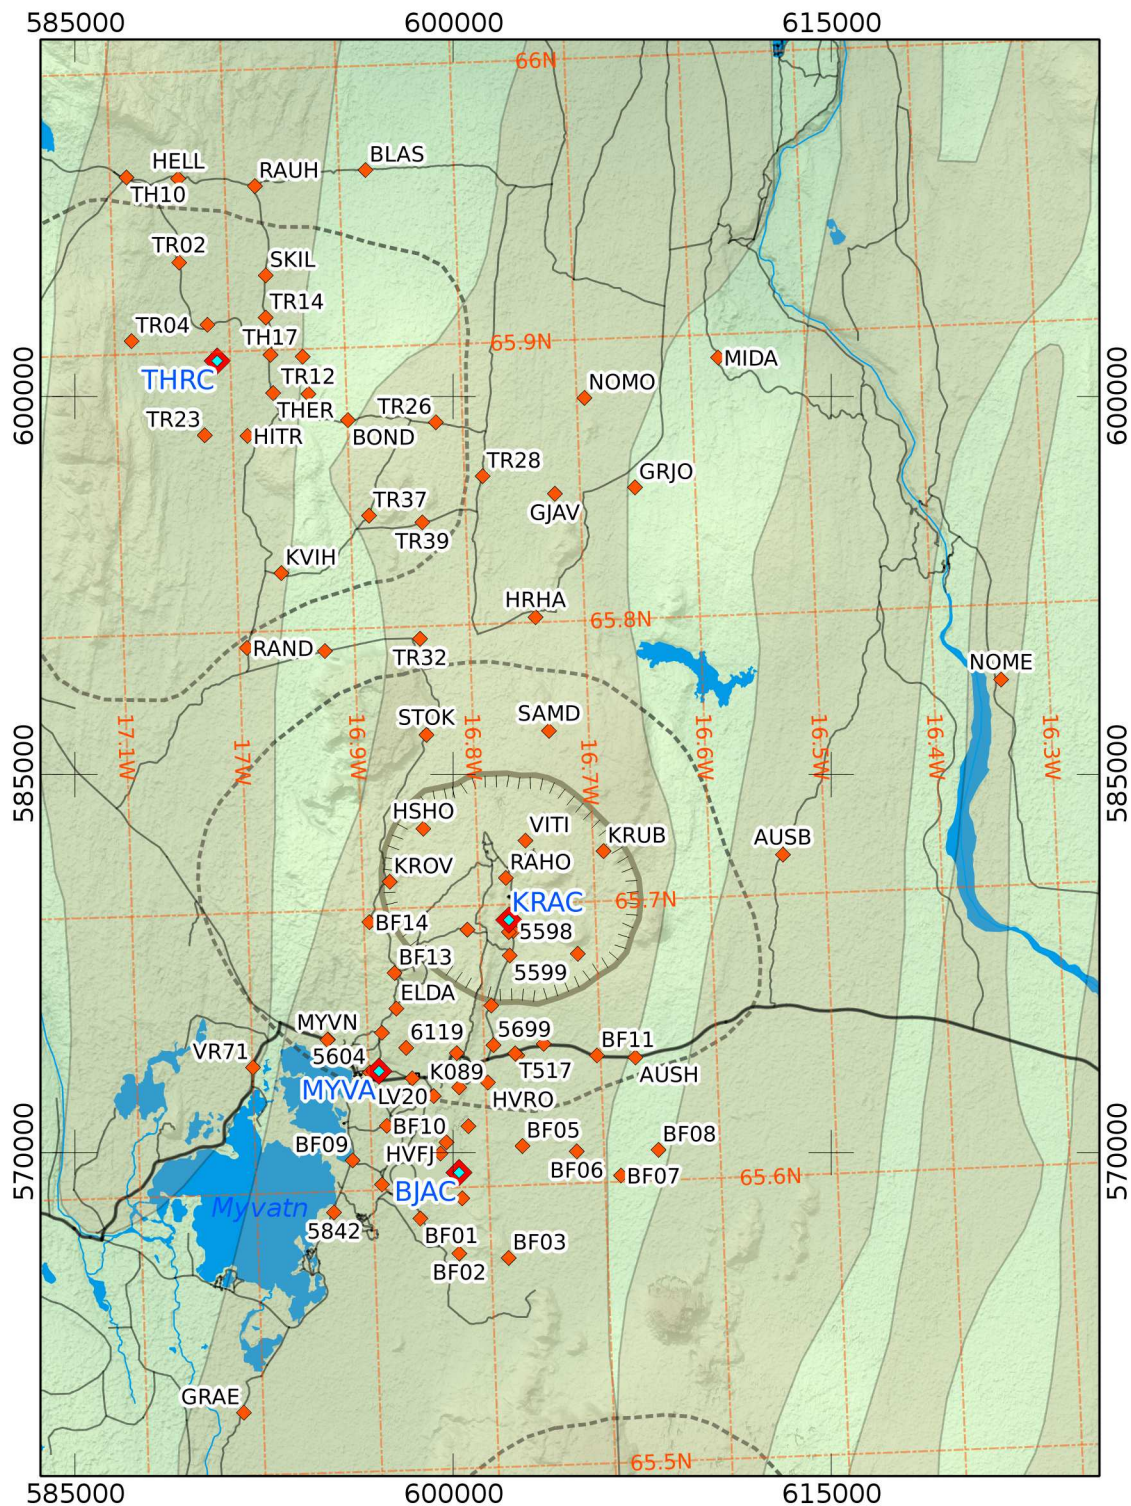 585000 600000 615000
66N
BLAS
HELL
RAUH
TH10
TR02
SKIL
TR14
TR04
TH17
65.9N
MIDA
THRC
TR12
NOMO
TR26
THER
TR23
HITR
BOND
TR28
GRJO
TR37
GJAV
TR39
KVIH
HRHA
65.8N
RAND
TR32
NOME
STOK
SAMD
17.1W
17W
16.9W
16.8W
16.7W
16.6W
16.5W
16.4W
16.3W
HSHO
VITI
KRUB
AUSB
RAHO
KROV
KRAC
65.7N
BF14
5598
BF13
5599
ELDA
MYVN
6119
5699
BF11
VR71
5604
K089
T517
AUSH
MYVA
LV20
HVRO
BF10
BF05
BF08
BF09
HVFJ
BF06
BF07
65.6N
BJAC
Myvatn
5842
BF01
BF03
BF02
GRAE
65.5N
600000
585000
570000
600000
585000
570000
585000 600000 615000